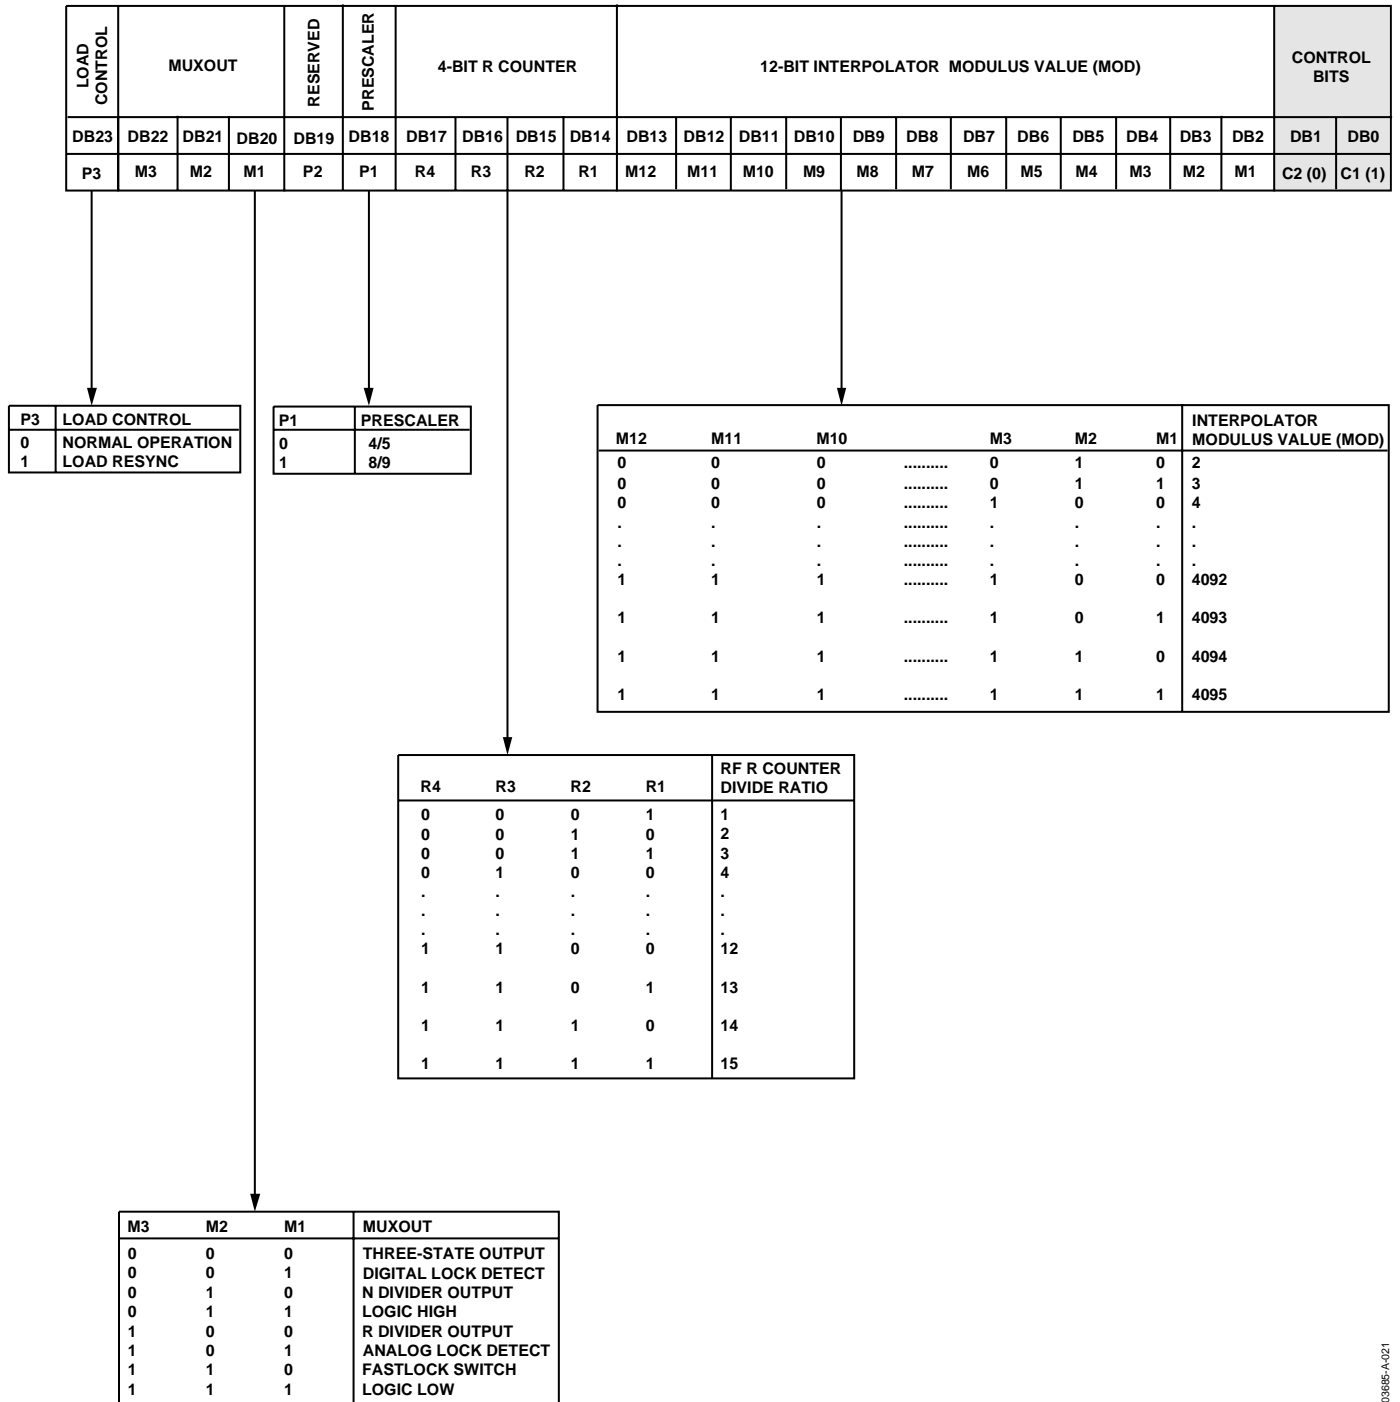 LOAD CONTROL MUXOUT RESERVED PRESCALER 4-BIT R COUNTER 12-BIT INTERPOLATOR MODULUS VALUE (MOD) CONTROL BITS
DB23 DB22 DB21 DB20 DB19 DB18 DB17 DB16 DB15 DB14 DB13 DB12 DB11 DB10 DB9 DB8 DB7 DB6 DB5 DB4 DB3 DB2 DB1 DB0
P3 M3 M2 M1 P2 P1 R4 R3 R2 R1 M12 M11 M10 M9 M8 M7 M6 M5 M4 M3 M2 M1 C2 (0) C1 (1)
P3 LOAD CONTROL
0 NORMAL OPERATION
1 LOAD RESYNC
P1 PRESCALER
0 4/5
1 8/9
M12 M11 M10 M3 M2 M1 INTERPOLATOR MODULUS VALUE (MOD)
0 0 0 .......... 0 1 0 2
0 0 0 .......... 0 1 1 3
0 0 0 .......... 1 0 0 4
. . . .......... . . . .
. . . .......... . . . .
. . . .......... . . . .
1 1 1 .......... 1 0 0 4092
1 1 1 .......... 1 0 1 4093
1 1 1 .......... 1 1 0 4094
1 1 1 .......... 1 1 1 4095
R4 R3 R2 R1 RF R COUNTER DIVIDE RATIO
0 0 0 1 1
0 0 1 0 2
0 0 1 1 3
0 1 0 0 4
. . . . .
. . . . .
. . . . .
1 1 0 0 12
1 1 0 1 13
1 1 1 0 14
1 1 1 1 15
M3 M2 M1 MUXOUT
0 0 0 THREE-STATE OUTPUT
0 0 1 DIGITAL LOCK DETECT
0 1 0 N DIVIDER OUTPUT
0 1 1 LOGIC HIGH
1 0 0 R DIVIDER OUTPUT
1 0 1 ANALOG LOCK DETECT
1 1 0 FASTLOCK SWITCH
1 1 1 LOGIC LOW
03685-A-021